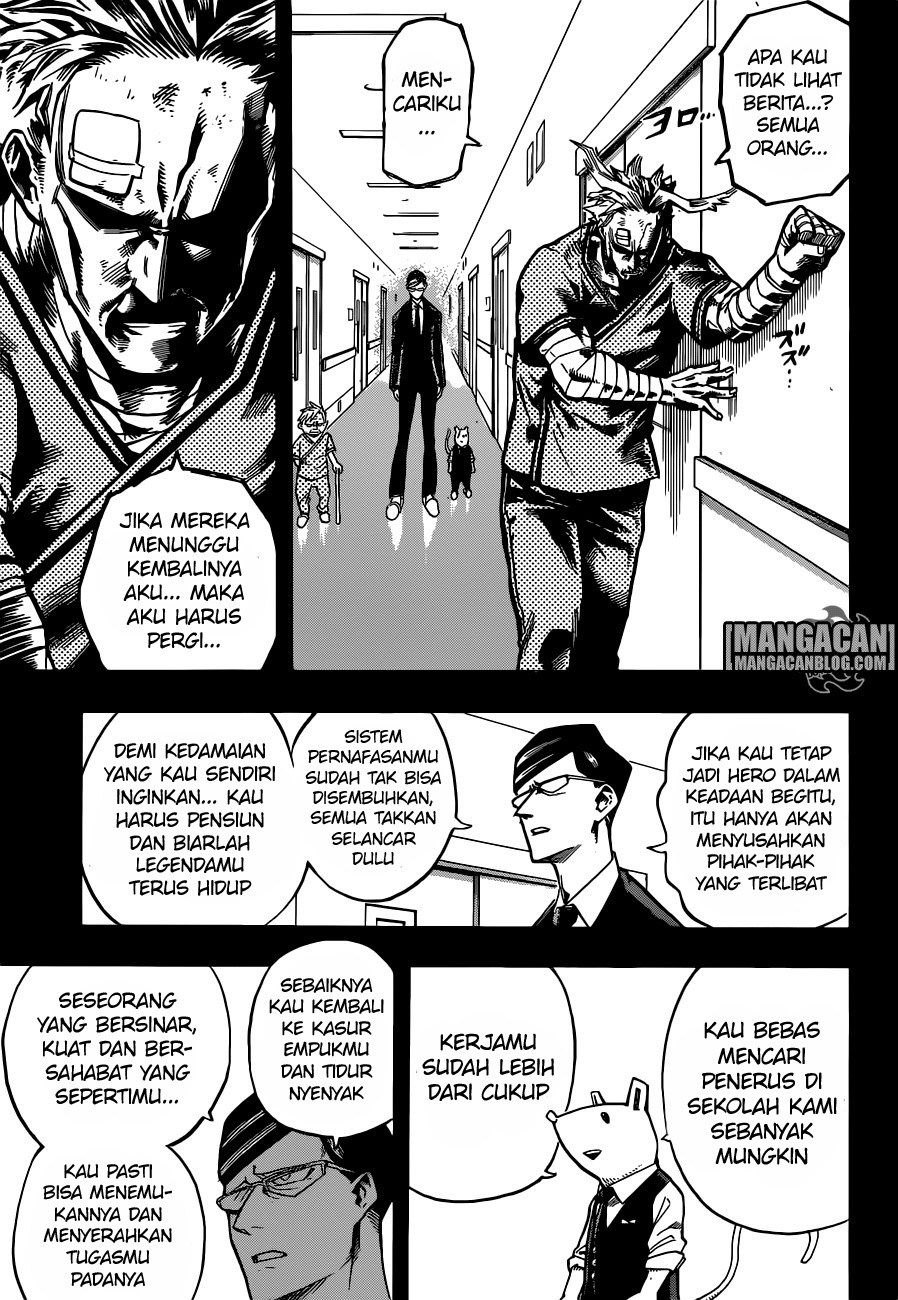 APA KAU
TIDAK LIHAT
BERITA...?
SEMUA
ORANG...
MEN-
CARIKU
...
ヨロ...
ズズ...
JIKA MEREKA
MENUNGGU
KEMBALINYA
AKU... MAKA
AKU HARUS
PERGI...
[MANGACAN]
MANGACANBLOG.COM
JIKA KAU TETAP
JADI HERO DALAM
KEADAAN BEGITU,
ITU HANYA AKAN
MENYUSAHKAN
PIHAK-PIHAK
YANG TERLIBAT
SISTEM
PERNAFASANMU
SUDAH TAK BISA
DISEMBUHKAN,
SEMUA TAKKAN
SELANCAR
DULU
DEMI KEDAMAIAN
YANG KAU SENDIRI
INGINKAN... KAU
HARUS PENSIUN
DAN BIARLAH
LEGENDAMU
TERUS HIDUP
KAU BEBAS
MENCARI
PENERUS DI
SEKOLAH KAMI
SEBANYAK
MUNGKIN
KERJAMU
SUDAH LEBIH
DARI CUKUP
SEBAIKNYA
KAU KEMBALI
KE KASUR
EMPUKMU
DAN TIDUR
NYENYAK
SESEORANG
YANG BERSINAR,
KUAT DAN BER-
SAHABAT YANG
SEPERTIMU...
KAU PASTI
BISA MENEMU-
KANNYA DAN
MENYERAHKAN
TUGASMU
PADANYA